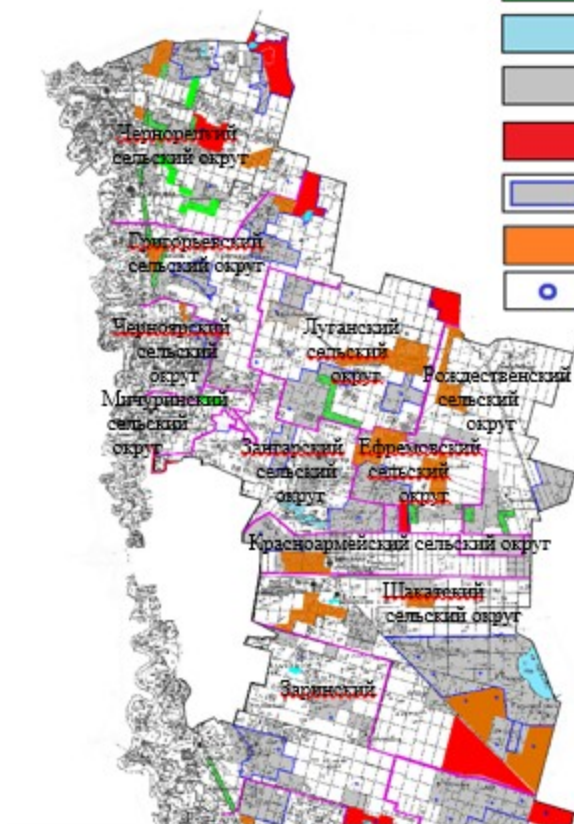 Чернорецкий
сельский округ
Григорьевский
сельский округ
Черноярский
сельский
округ
Луганский
сельский
округ
Рождественский
сельский
округ
Мичуринский
сельский
округ
Зангарский
сельский
округ
Ефремовский
сельский
округ
Красноармейский сельский округ
Шакатский
сельский округ
Заринский